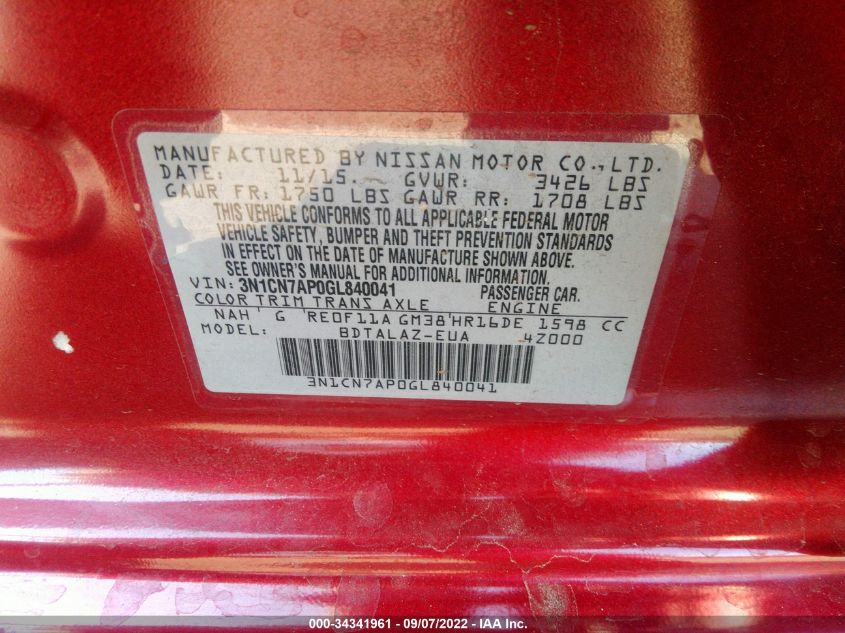 MANUFACTURED BY NISSAN MOTOR CO., LTD.
DATE: 11/15. GVWR: 3426 LBS
GAWR FR: 1750 LBS GAWR RR: 1708 LBS
THIS VEHICLE CONFORMS TO ALL APPLICABLE FEDERAL MOTOR
VEHICLE SAFETY, BUMPER AND THEFT PREVENTION STANDARDS
IN EFFECT ON THE DATE OF MANUFACTURE SHOWN ABOVE.
SEE OWNER'S MANUAL FOR ADDITIONAL INFORMATION.
VIN: 3N1CN7AP0GL840041 PASSENGER CAR.
COLOR TRIM TRANS AXLE ENGINE
NAH G RE0F11A GM38 HR16DE 1598 CC
MODEL: BDTALAZ-EUA 4Z000
3N1CN7AP0GL840041
000-34341961 - 09/07/2022 - IAA Inc.